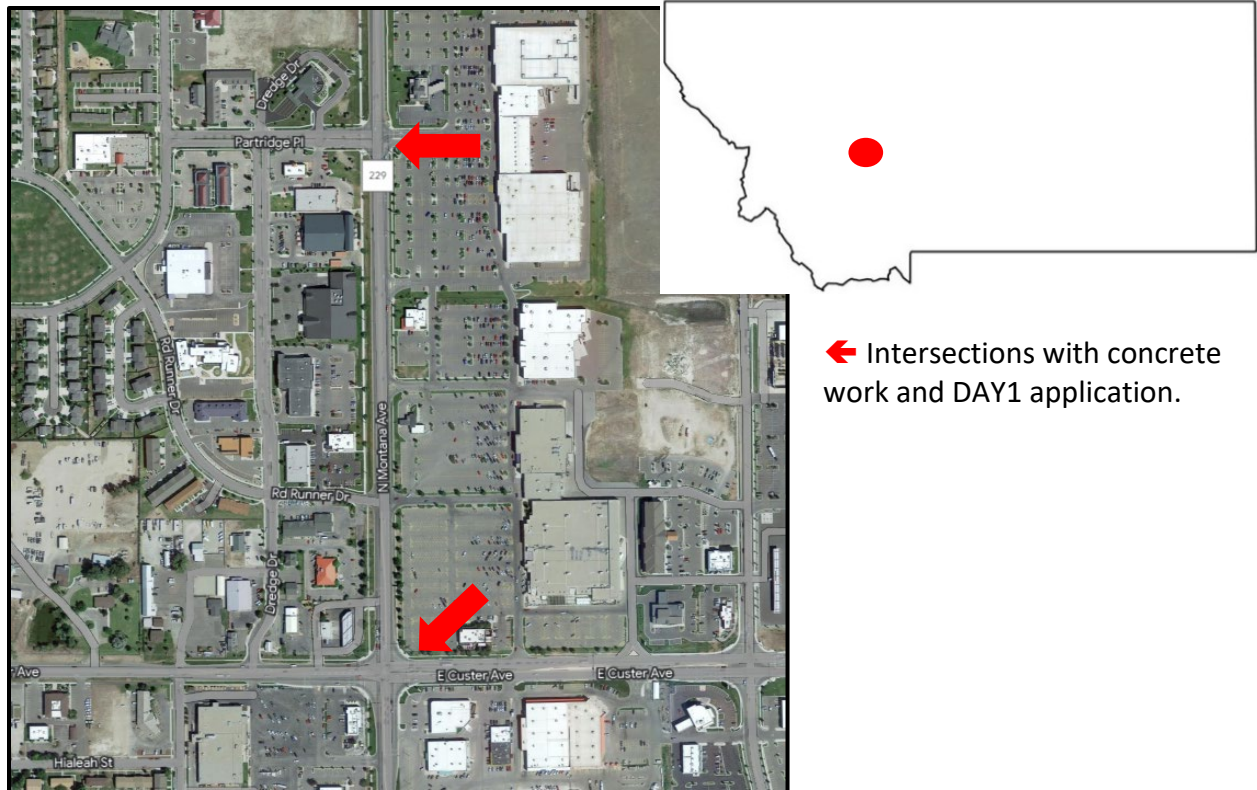 Dredge Dr
Partridge Pl
229
Rd Runner Dr
N Montana Ave
Rd Runner Dr
Dredge Dr
r Ave
E Custer Ave
E Custer Ave
Hialeah St
Intersections with concrete
work and DAY1 application.